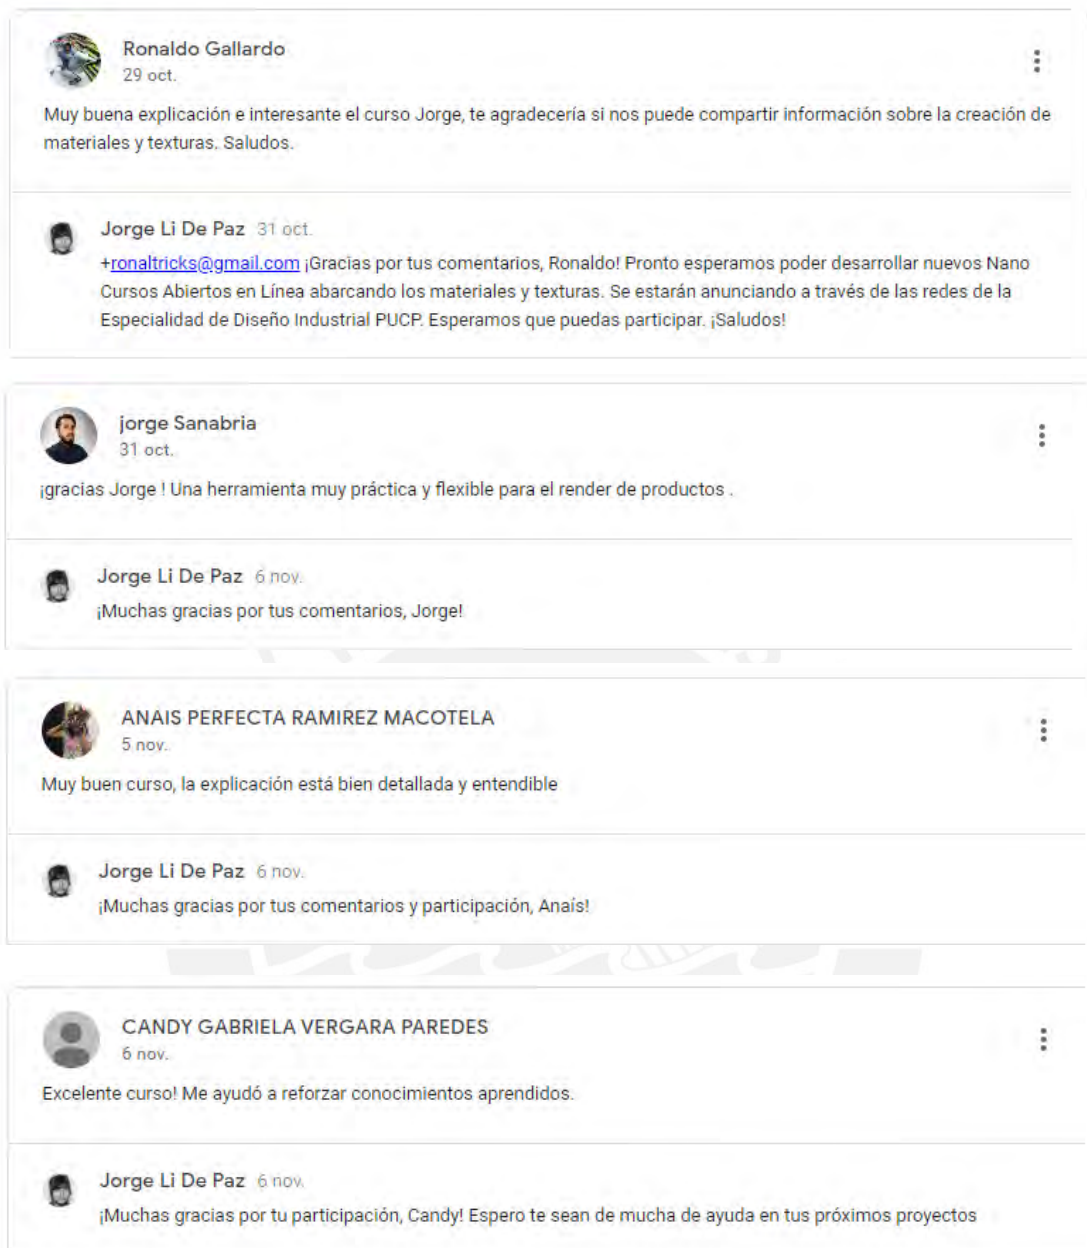 Ronaldo Gallardo
29 oct.
Muy buena explicación e interesante el curso Jorge, te agradecería si nos puede compartir información sobre la creación de
materiales y texturas. Saludos.
Jorge Li De Paz 31 oct.
+ronaltricks@gmail.com ¡Gracias por tus comentarios, Ronaldo! Pronto esperamos poder desarrollar nuevos Nano
Cursos Abiertos en Línea abarcando los materiales y texturas. Se estarán anunciando a través de las redes de la
Especialidad de Diseño Industrial PUCP. Esperamos que puedas participar. ¡Saludos!
jorge Sanabria
31 oct.
¡gracias Jorge ! Una herramienta muy práctica y flexible para el render de productos .
Jorge Li De Paz 6 nov.
¡Muchas gracias por tus comentarios, Jorge!
ANAIS PERFECTA RAMIREZ MACOTELA
5 nov.
Muy buen curso, la explicación está bien detallada y entendible
Jorge Li De Paz 6 nov.
¡Muchas gracias por tus comentarios y participación, Anaís!
CANDY GABRIELA VERGARA PAREDES
6 nov.
Excelente curso! Me ayudó a reforzar conocimientos aprendidos.
Jorge Li De Paz 6 nov.
¡Muchas gracias por tu participación, Candy! Espero te sean de mucha de ayuda en tus próximos proyectos